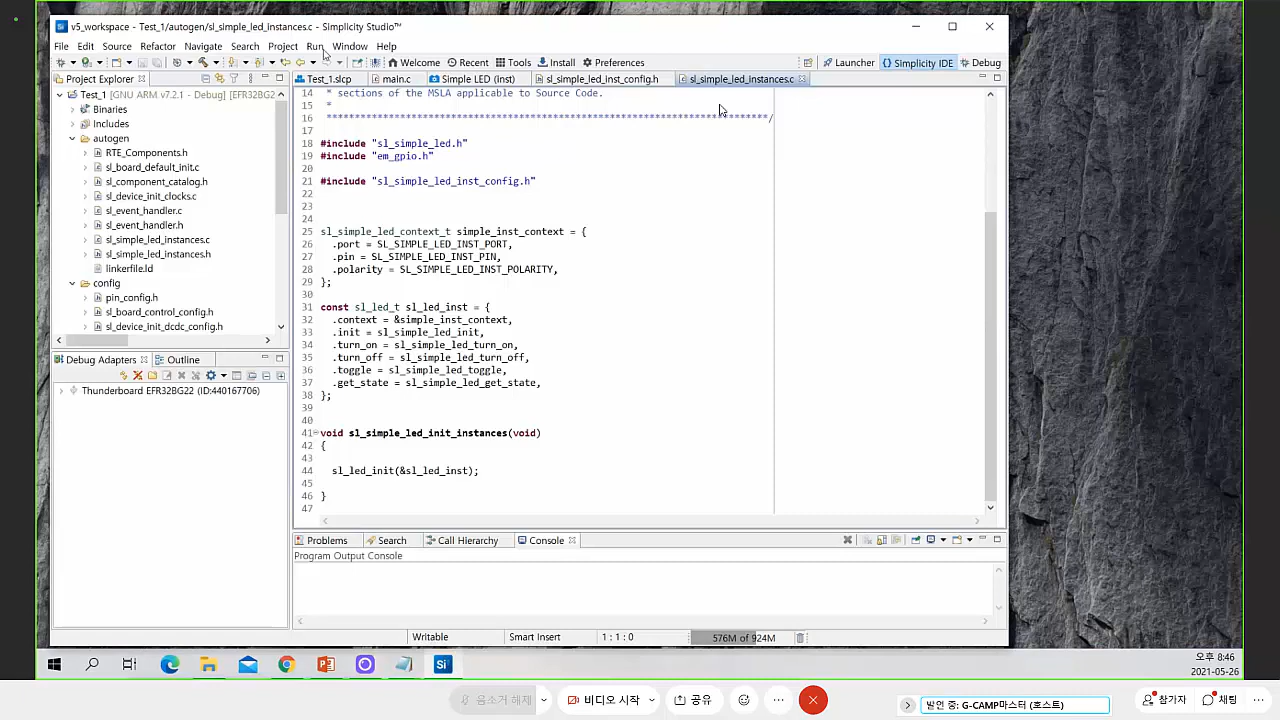 v5_workspace - Test_1/autogen/sl_simple_led_instances.c - Simplicity Studio™
File Edit Source Refactor Navigate Search Project Run Window Help
Welcome Recent Tools Install Preferences Launcher Simplicity IDE Debug
Project Explorer
Test_1 [GNU ARM v7.2.1 - Debug] [EFR32BG22
Binaries
Includes
autogen
RTE_Components.h
sl_board_default_init.c
sl_component_catalog.h
sl_device_init_clocks.c
sl_event_handler.c
sl_event_handler.h
sl_simple_led_instances.c
sl_simple_led_instances.h
linkerfile.ld
config
pin_config.h
sl_board_control_config.h
sl_device_init_dcdc_config.h
Debug Adapters Outline
Thunderboard EFR32BG22 (ID:440167706)
Test_1.slcp main.c Simple LED (inst) sl_simple_led_inst_config.h sl_simple_led_instances.c
14 * sections of the MSLA applicable to Source Code.
15 *
16 ******************************************************************************/
17
18 #include "sl_simple_led.h"
19 #include "em_gpio.h"
20
21 #include "sl_simple_led_inst_config.h"
22
23
24
25 sl_simple_led_context_t simple_inst_context = {
26 .port = SL_SIMPLE_LED_INST_PORT,
27 .pin = SL_SIMPLE_LED_INST_PIN,
28 .polarity = SL_SIMPLE_LED_INST_POLARITY,
29 };
30
31 const sl_led_t sl_led_inst = {
32 .context = &simple_inst_context,
33 .init = sl_simple_led_init,
34 .turn_on = sl_simple_led_turn_on,
35 .turn_off = sl_simple_led_turn_off,
36 .toggle = sl_simple_led_toggle,
37 .get_state = sl_simple_led_get_state,
38 };
39
40
41 void sl_simple_led_init_instances(void)
42 {
43
44 sl_led_init(&sl_led_inst);
45
46 }
47
Problems Search Call Hierarchy Console
Program Output Console
Writable Smart Insert 1 : 1 : 0 576M of 924M
Si
오후 8:46
2021-05-26
음소거 해제 비디오 시작 공유 발언 중: G-CAMP마스터 (호스트) 참가자 채팅